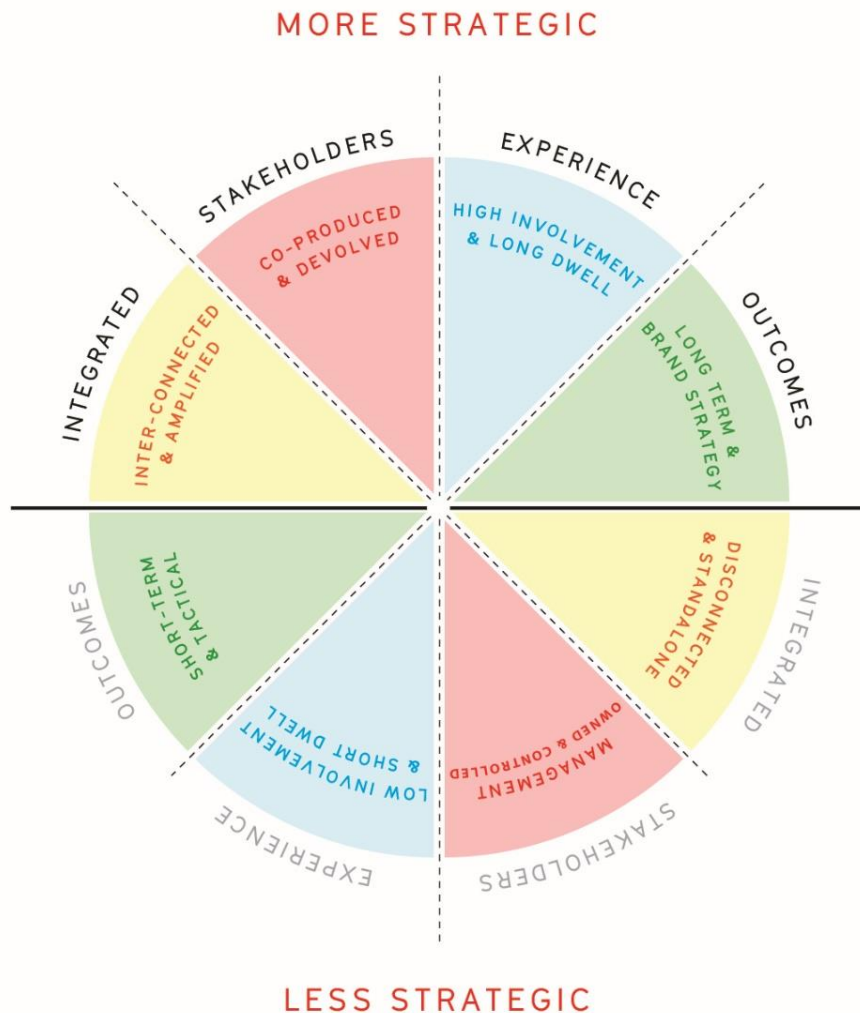 MORE STRATEGIC
STAKEHOLDERS
EXPERIENCE
CO-PRODUCED
& DEVOLVED
HIGH INVOLVEMENT
& LONG DWELL
INTEGRATED
INTER-CONNECTED
& AMPLIFIED
OUTCOMES
LONG TERM &
BRAND STRATEGY
OUTCOMES
SHORT-TERM
& TACTICAL
DISCONNECTED
& STANDALONE
INTEGRATED
EXPERIENCE
LOW INVOLVEMENT
& SHORT DWELL
MANAGEMENT
OWNED & CONTROLLED
STAKEHOLDERS
LESS STRATEGIC